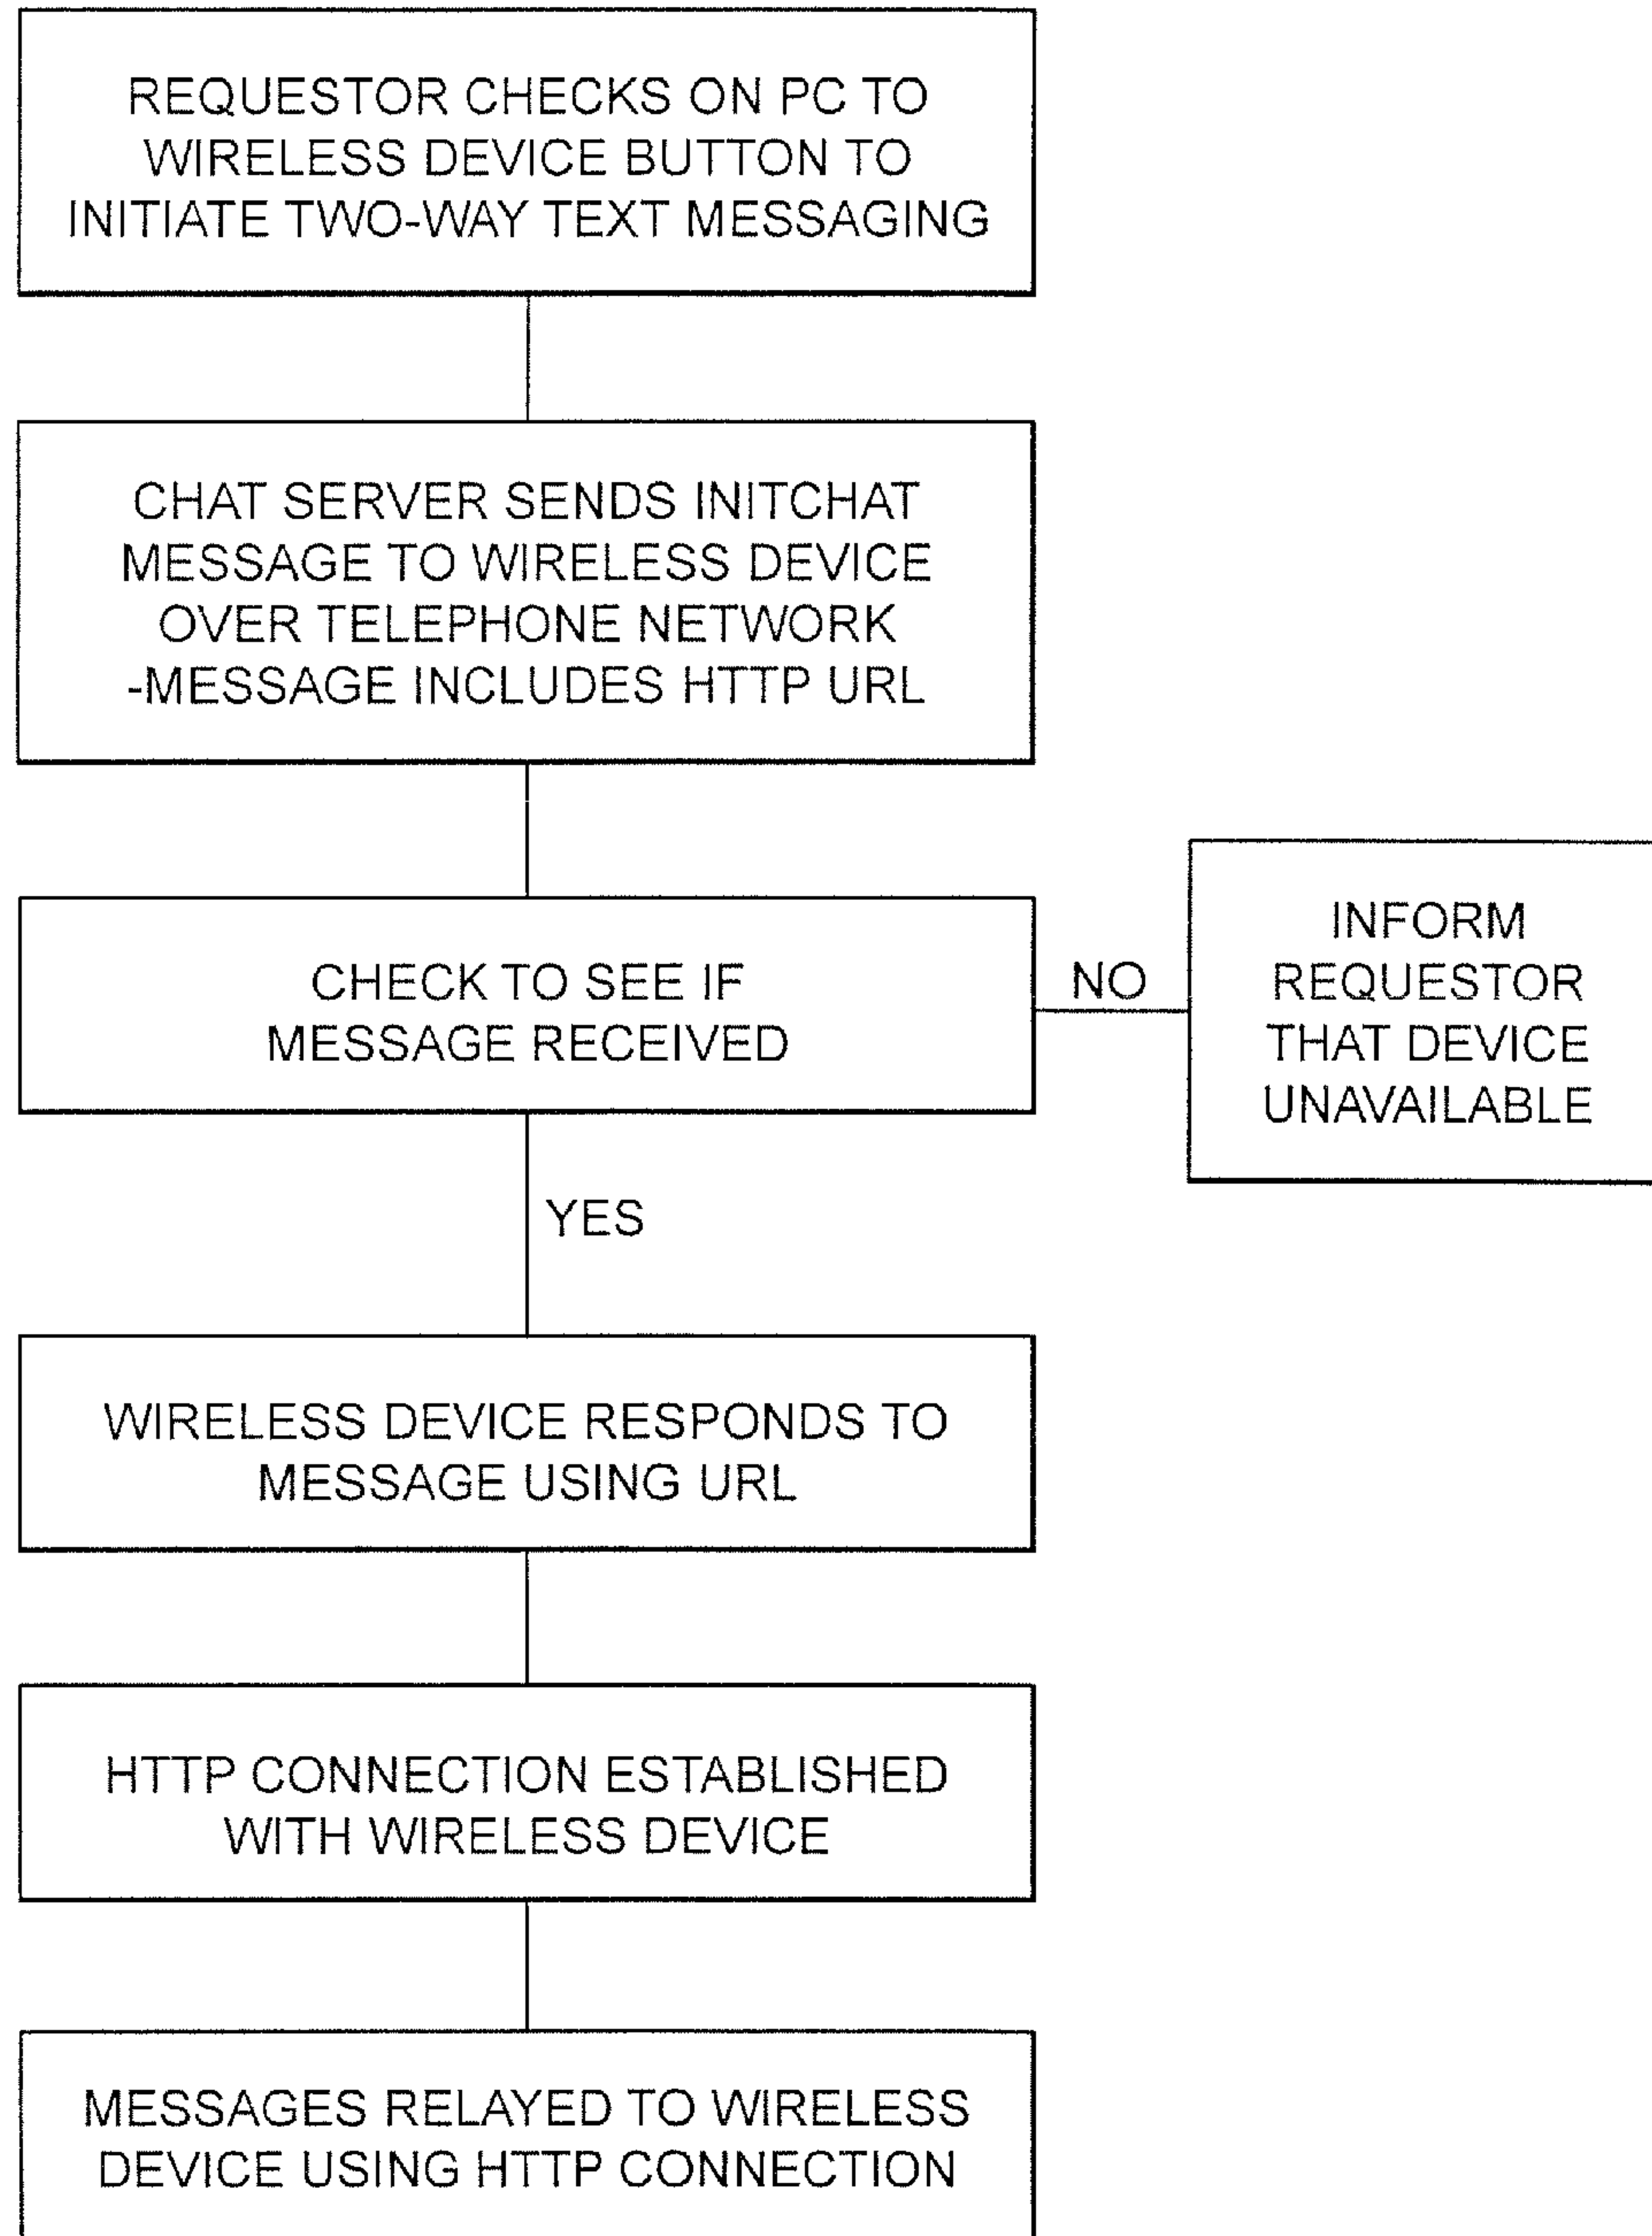 REQUESTOR CHECKS ON PC TO
WIRELESS DEVICE BUTTON TO
INITIATE TWO-WAY TEXT MESSAGING
CHAT SERVER SENDS INITCHAT
MESSAGE TO WIRELESS DEVICE
OVER TELEPHONE NETWORK
-MESSAGE INCLUDES HTTP URL
CHECK TO SEE IF
MESSAGE RECEIVED
NO
INFORM
REQUESTOR
THAT DEVICE
UNAVAILABLE
YES
WIRELESS DEVICE RESPONDS TO
MESSAGE USING URL
HTTP CONNECTION ESTABLISHED
WITH WIRELESS DEVICE
MESSAGES RELAYED TO WIRELESS
DEVICE USING HTTP CONNECTION